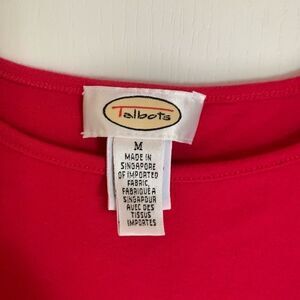 Talbots
M
MADE IN
SINGAPORE
OF IMPORTED
FABRIC,
FABRIQUE A
SINGAPOUR
AVEC DES
TISSUS
IMPORTES